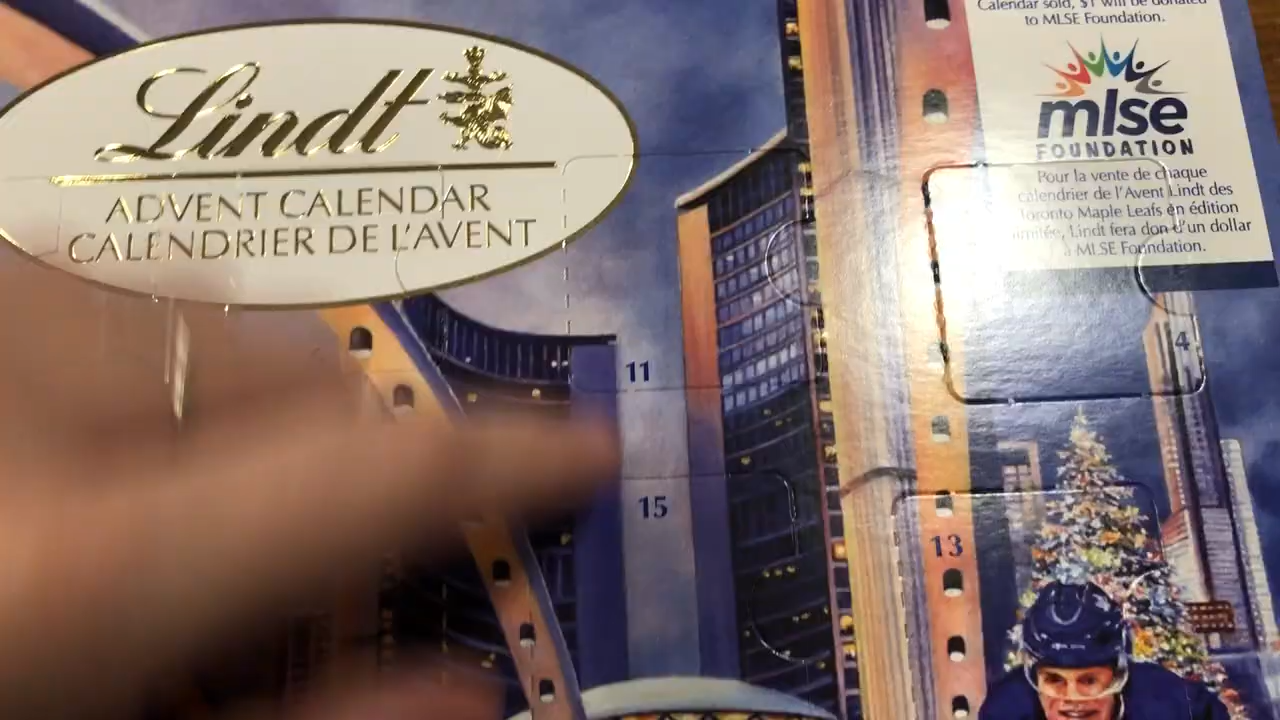 Lindt
ADVENT CALENDAR
CALENDRIER DE L'AVENT
Calendar sold, $1 will be donated
to MLSE Foundation.
mlse
FOUNDATION
Pour la vente de chaque
calendrier de l'Avent Lindt des
Toronto Maple Leafs en édition
limitée, Lindt fera don d'un dollar
à MLSE Foundation.
4
11
15
13